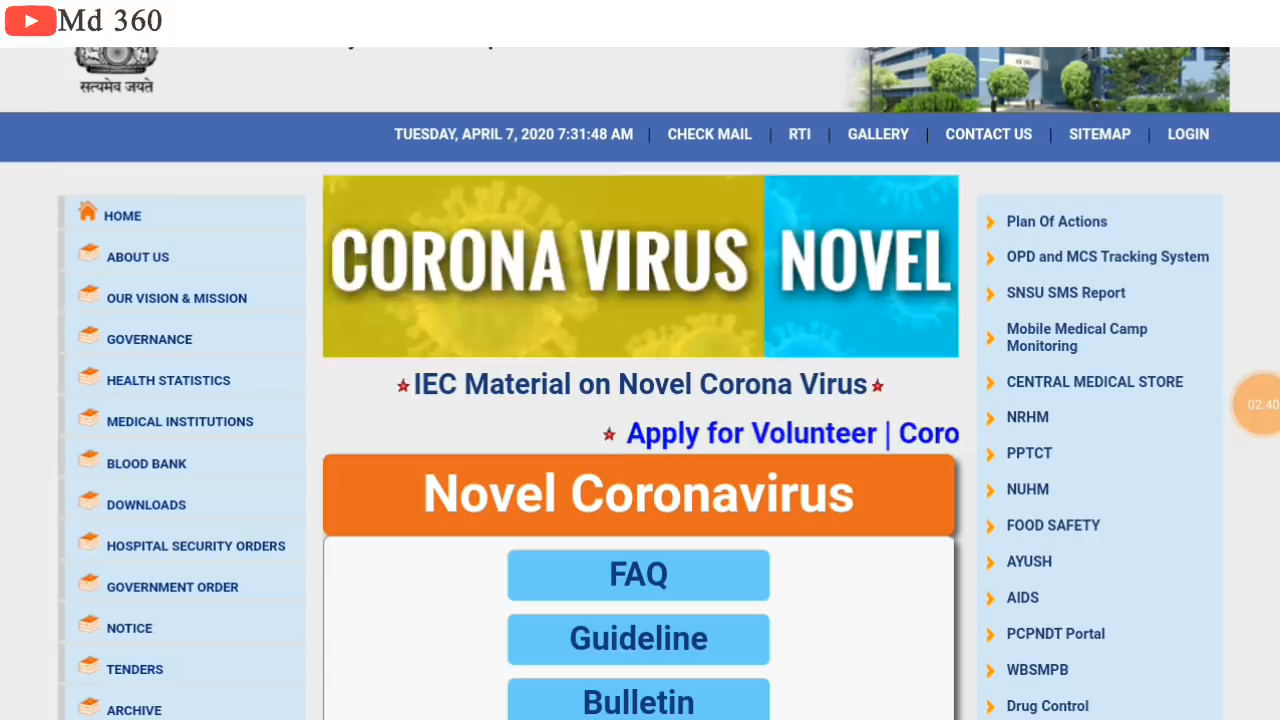 Md 360
सत्यमेव जयते
TUESDAY, APRIL 7, 2020 7:31:48 AM | CHECK MAIL | RTI | GALLERY | CONTACT US | SITEMAP | LOGIN
HOME
ABOUT US
OUR VISION & MISSION
GOVERNANCE
HEALTH STATISTICS
MEDICAL INSTITUTIONS
BLOOD BANK
DOWNLOADS
HOSPITAL SECURITY ORDERS
GOVERNMENT ORDER
NOTICE
TENDERS
ARCHIVE
CORONA VIRUS NOVEL
IEC Material on Novel Corona Virus
Apply for Volunteer | Coro
Novel Coronavirus
FAQ
Guideline
Bulletin
Plan Of Actions
OPD and MCS Tracking System
SNSU SMS Report
Mobile Medical Camp
Monitoring
CENTRAL MEDICAL STORE
NRHM
PPTCT
NUHM
FOOD SAFETY
AYUSH
AIDS
PCPNDT Portal
WBSMPB
Drug Control
02:40